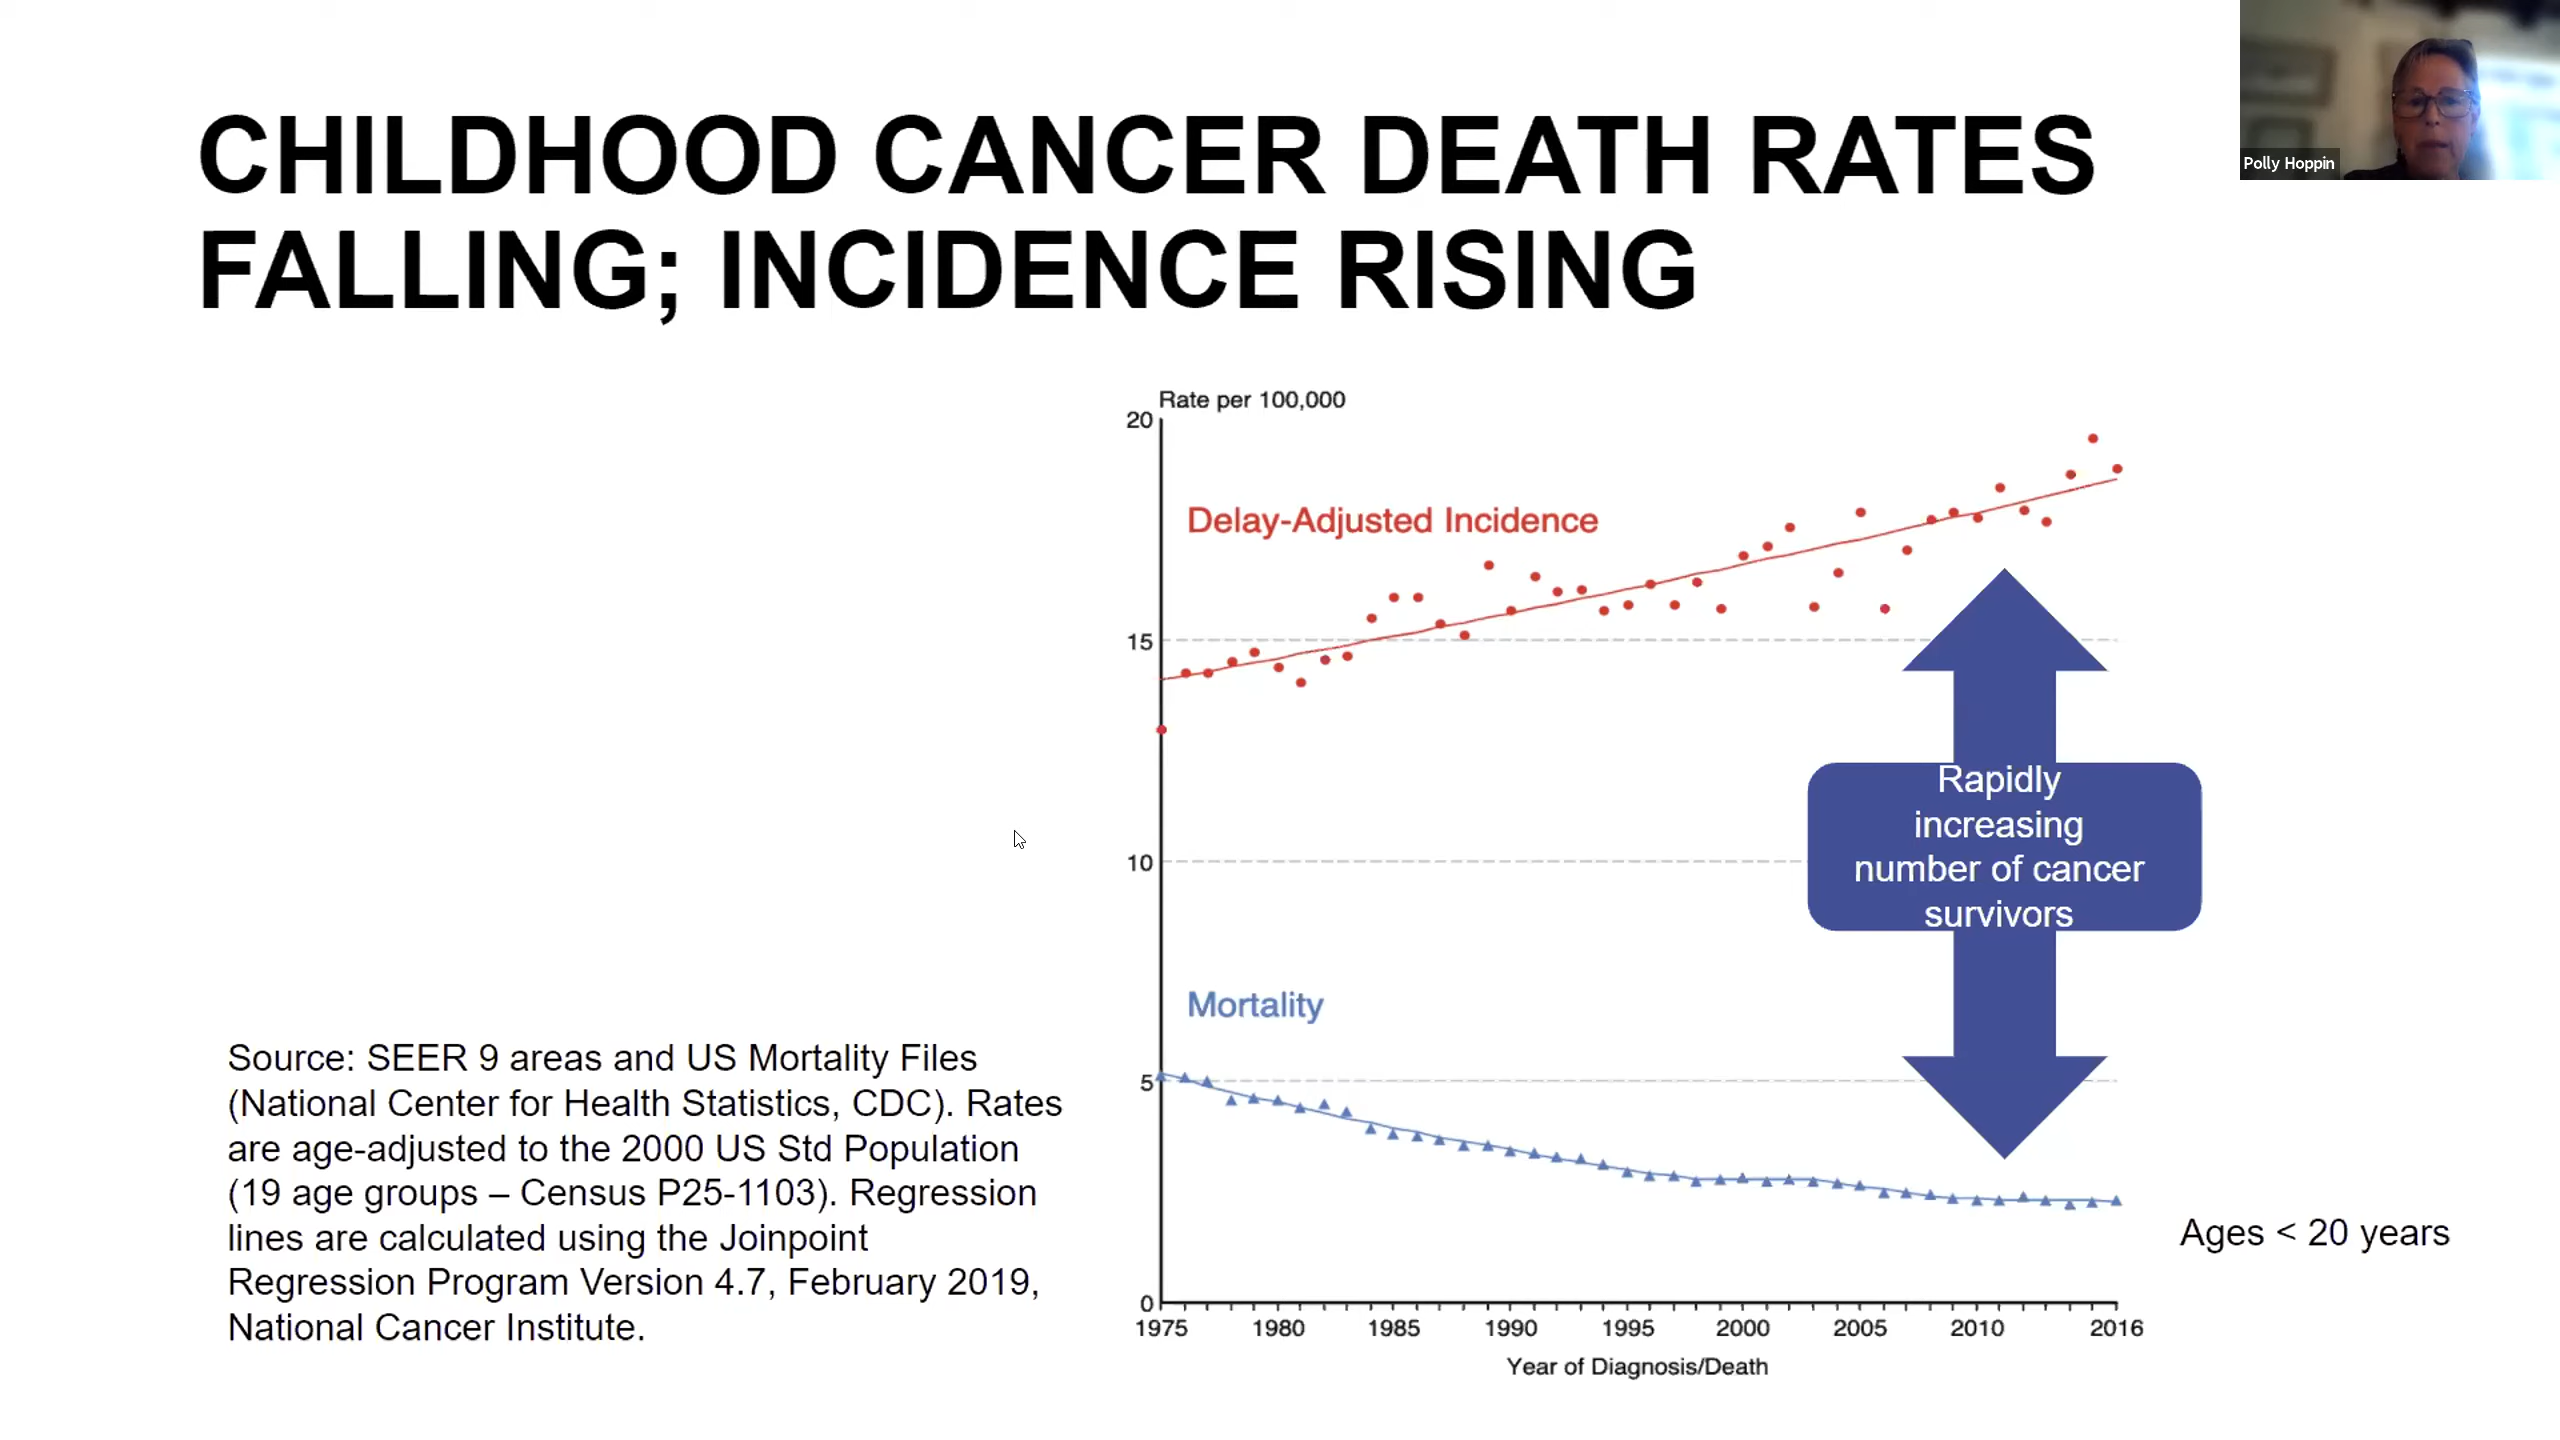 CHILDHOOD CANCER DEATH RATES
FALLING; INCIDENCE RISING
Polly Hoppin
Rate per 100,000
20
Delay-Adjusted Incidence
15
10
Rapidly
increasing
number of cancer
survivors
Mortality
5
0
1975
1980
1985
1990
1995
2000
2005
2010
2016
Year of Diagnosis/Death
Ages < 20 years
Source: SEER 9 areas and US Mortality Files
(National Center for Health Statistics, CDC). Rates
are age-adjusted to the 2000 US Std Population
(19 age groups – Census P25-1103). Regression
lines are calculated using the Joinpoint
Regression Program Version 4.7, February 2019,
National Cancer Institute.